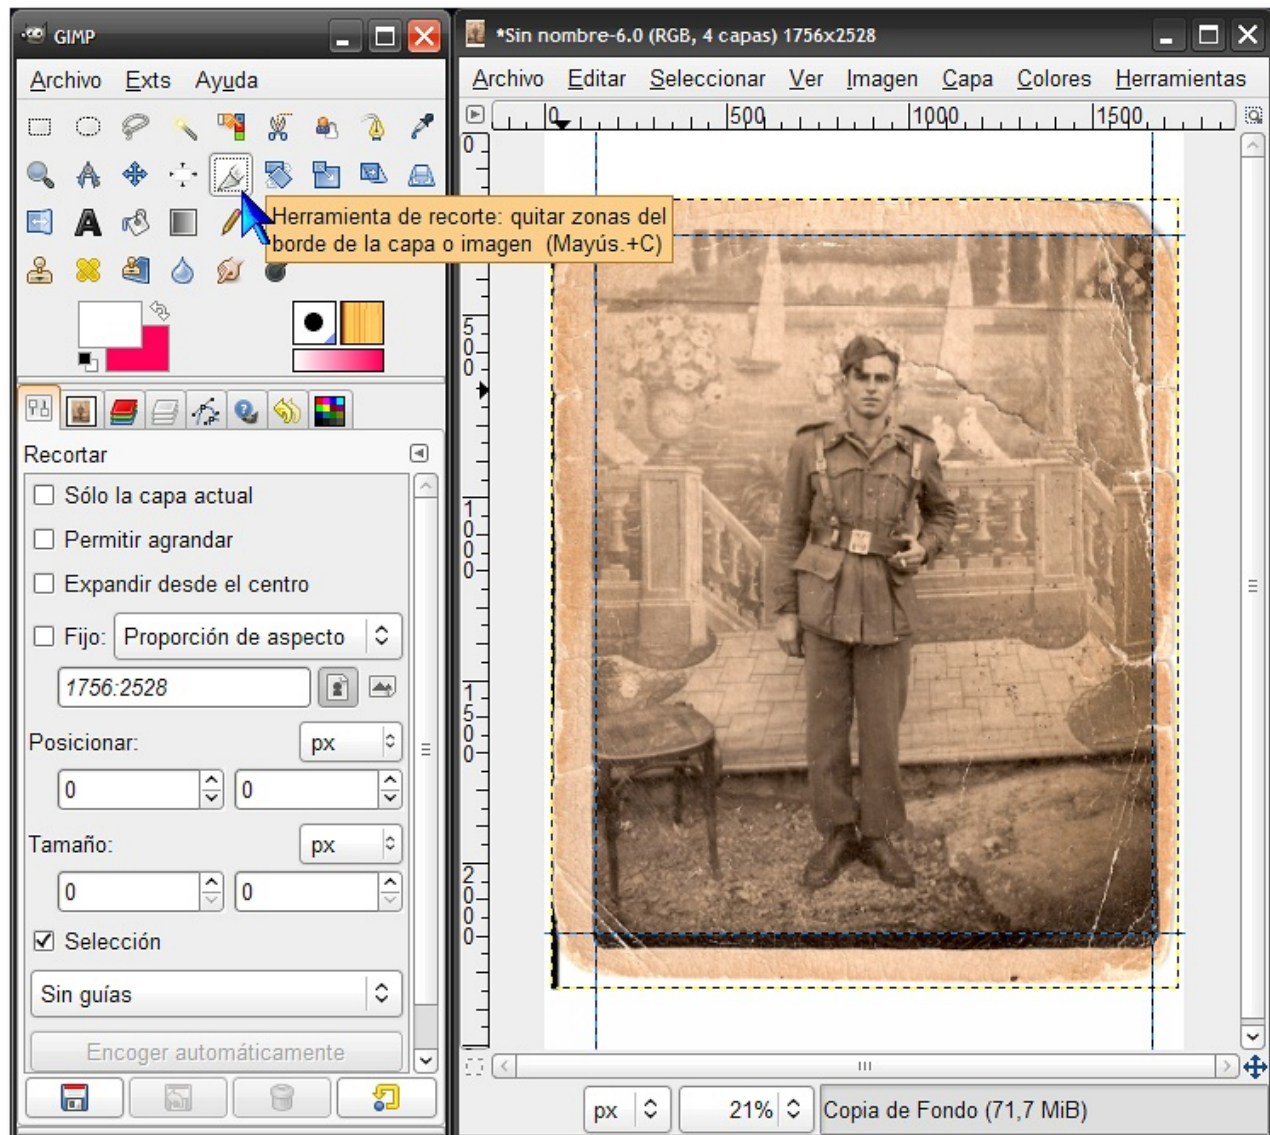 GIMP
Archivo Exts Ayuda
Herramienta de recorte: quitar zonas del
borde de la capa o imagen (Mayús.+C)
Recortar
Sólo la capa actual
Permitir agrandar
Expandir desde el centro
Fijo: Proporción de aspecto
1756:2528
Posicionar: px
0 0
Tamaño: px
0 0
Selección
Sin guías
Encoger automáticamente
*Sin nombre-6.0 (RGB, 4 capas) 1756x2528
Archivo Editar Seleccionar Ver Imagen Capa Colores Herramientas
0 500 1000 1500
0
500
1000
1500
2000
px 21% Copia de Fondo (71,7 MiB)